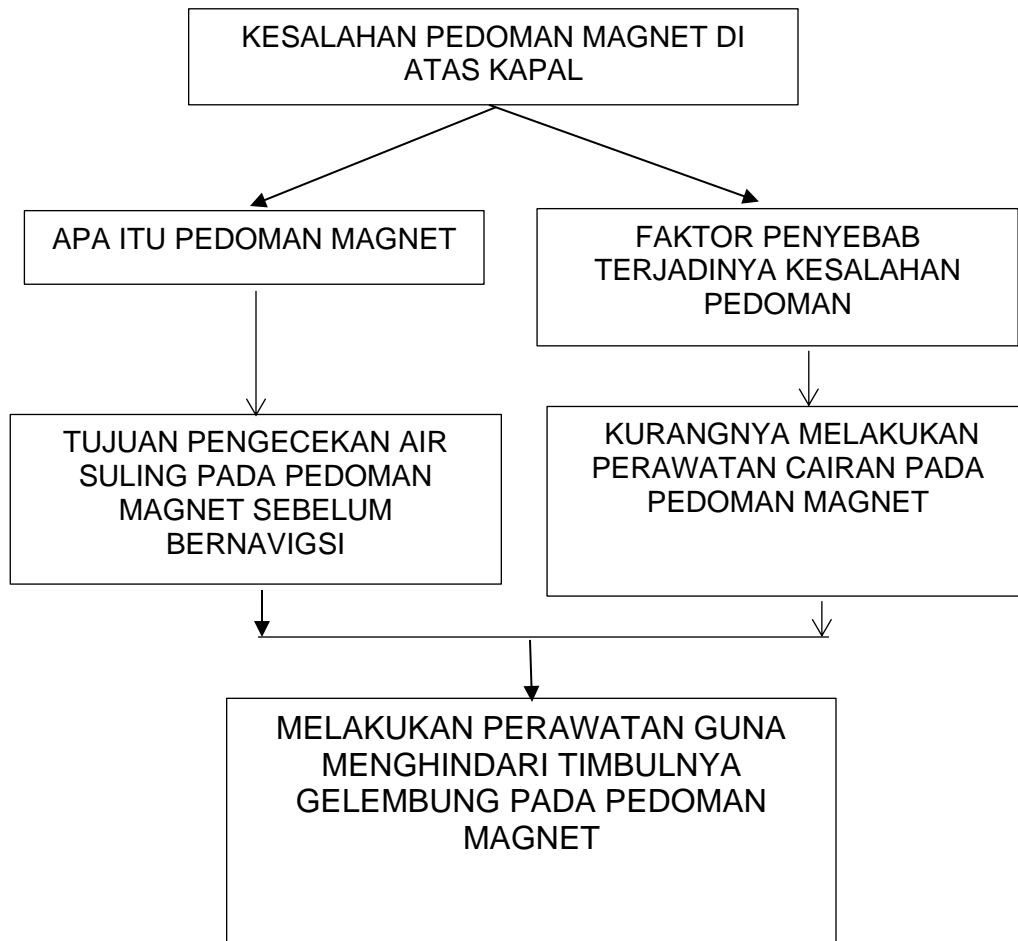 KESALAHAN PEDOMAN MAGNET DI
ATAS KAPAL
APA ITU PEDOMAN MAGNET
FAKTOR PENYEBAB
TERJADINYA KESALAHAN
PEDOMAN
TUJUAN PENGECEKAN AIR
SULING PADA PEDOMAN
MAGNET SEBELUM
BERNAVIGSI
KURANGNYA MELAKUKAN
PERAWATAN CAIRAN PADA
PEDOMAN MAGNET
MELAKUKAN PERAWATAN GUNA
MENGHINDARI TIMBULNYA
GELEMBUNG PADA PEDOMAN
MAGNET